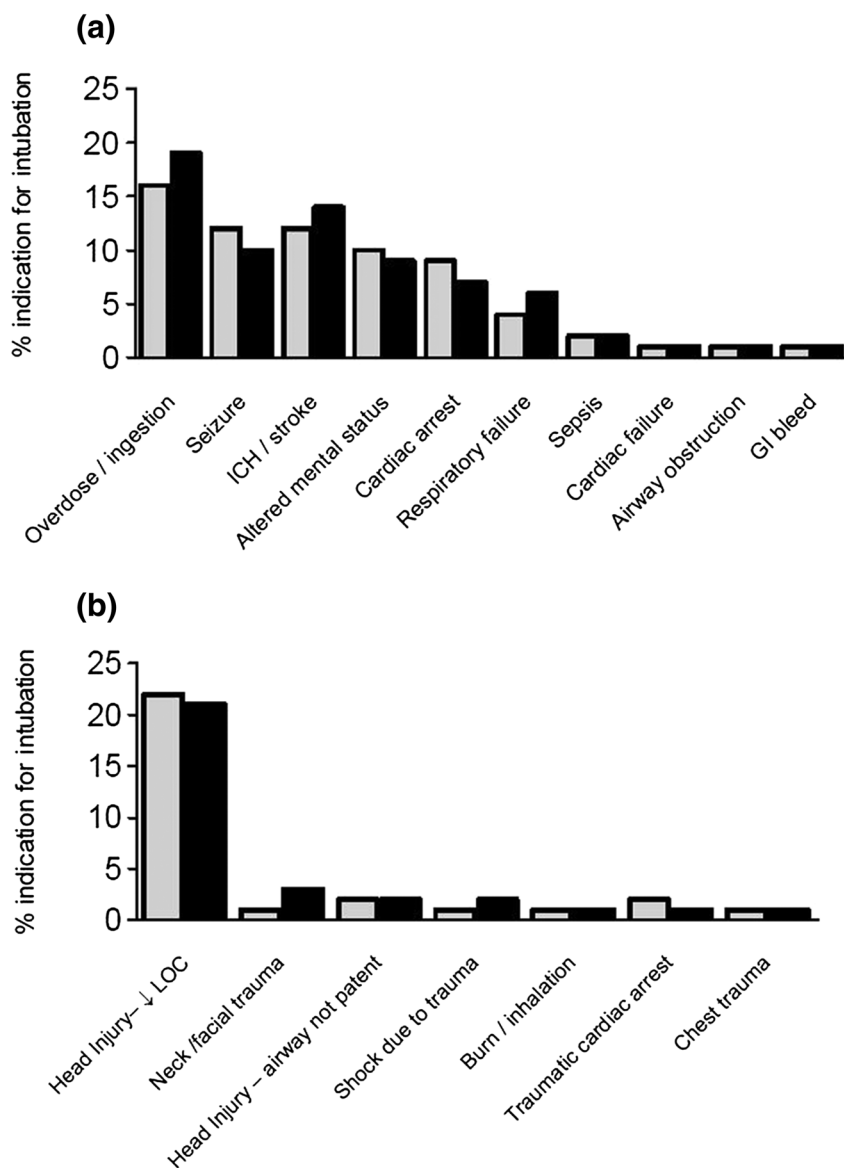 (a)
% indication for intubation
25
20
15
10
5
0
Overdose / ingestion
Seizure
ICH / stroke
Altered mental status
Cardiac arrest
Respiratory failure
Sepsis
Cardiac failure
Airway obstruction
GI bleed
(b)
% indication for intubation
25
20
15
10
5
0
Head Injury– ↓ LOC
Neck /facial trauma
Head Injury – airway not patent
Shock due to trauma
Burn / inhalation
Traumatic cardiac arrest
Chest trauma